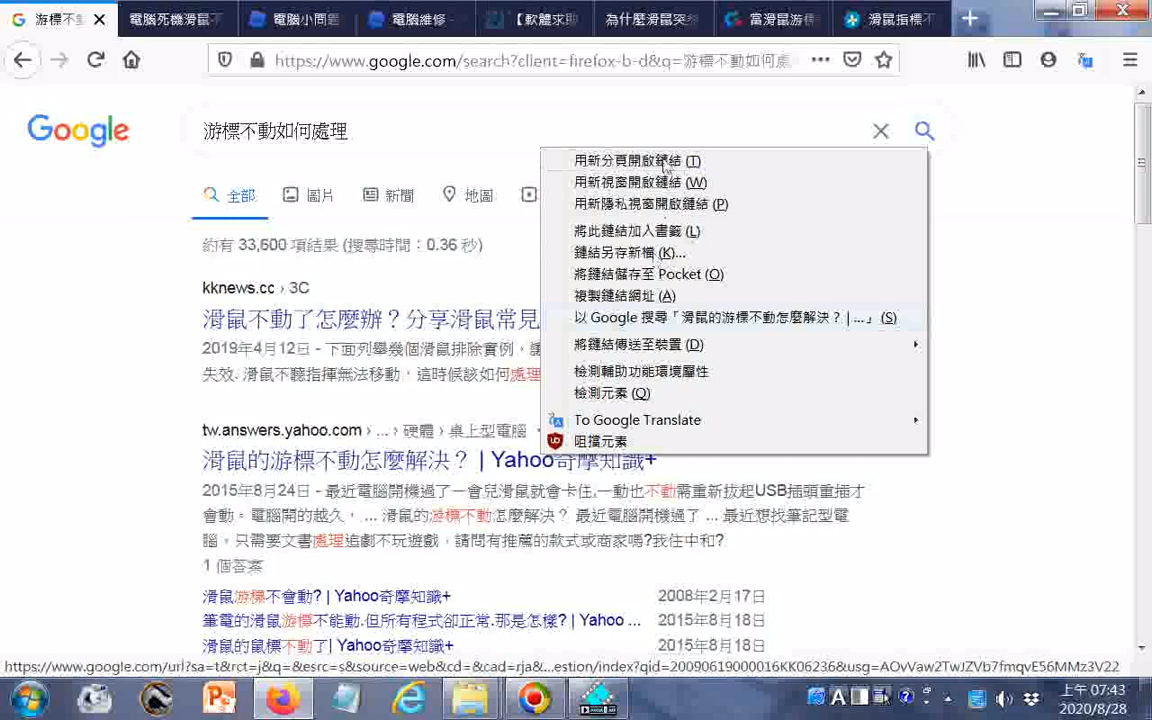 游標不動
電腦死機滑鼠
電腦小問
電腦維修 -
【軟體求助
為什麼滑鼠突
當滑鼠游
滑鼠指標不
https://www.google.com/search?client=firefox-b-d&q=游標不動如何處
Google
游標不動如何處理
全部
圖片
新聞
地圖
約有 33,600 項結果 (搜尋時間：0.36 秒)
kknews.cc › 3C
滑鼠不動了怎麼辦？分享滑鼠常見
2019年4月12日 - 下面列舉幾個滑鼠排除實例，
失效. 滑鼠不聽指揮無法移動，這時候該如何處理
tw.answers.yahoo.com › ... › 硬體 › 桌上型電腦
滑鼠的游標不動怎麼解決？ | Yahoo奇摩知識+
2015年8月24日 - 最近電腦開機過了一會兒滑鼠就會卡住,一動也不動需重新拔起USB插頭重插才
會動。電腦開的越久， ... 滑鼠的游標不動怎麼解決？ 最近電腦開機過了 ... 最近想找筆記型電
腦。只需要文書處理追劇不玩遊戲，請問有推薦的款式或商家嗎?我住中和?
1 個答案
滑鼠游標不會動? | Yahoo奇摩知識+
2008年2月17日
筆電的滑鼠游標不能動.但所有程式卻正常.那是怎樣? | Yahoo ...
2015年8月18日
滑鼠的鼠標不動了| Yahoo奇摩知識+
2015年8月18日
用新分頁開啟鏈結 (T)
用新視窗開啟鏈結 (W)
用新隱私視窗開啟鏈結 (P)
將此鏈結加入書籤 (L)
鏈結另存新檔 (K)...
將鏈結儲存至 Pocket (O)
複製鏈結網址 (A)
以 Google 搜尋「滑鼠的游標不動怎麼解決？ | ...」 (S)
將鏈結傳送至裝置 (D)
檢測輔助功能環境屬性
檢測元素 (Q)
To Google Translate
阻擋元素
https://www.google.com/url?sa=t&rct=j&q=&esrc=s&source=web&cd=&cad=rja&...estion/index?qid=20090619000016KK06236&usg=AOvVaw2TwJZVb7fmqvE56MMz3V22
A
上午 07:43
2020/8/28